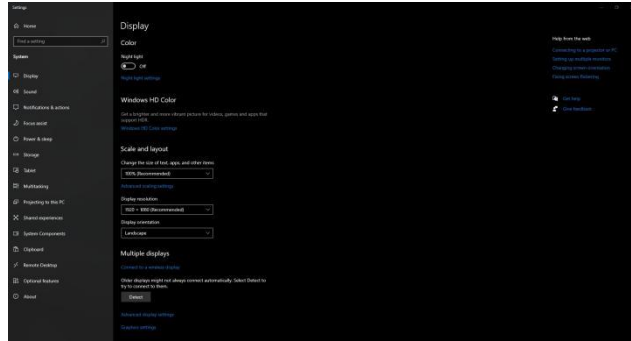 Settings
Home
Find a setting
System
Display
Sound
Notifications & actions
Focus assist
Power & sleep
Storage
Tablet
Multitasking
Projecting to this PC
Shared experiences
System Components
Clipboard
Remote Desktop
Optional features
About
Display
Color
Night light
Off
Night light settings
Windows HD Color
Get a brighter and more vibrant picture for videos, games and apps that
support HDR.
Windows HD Color settings
Scale and layout
Change the size of text, apps, and other items
100% (Recommended)
Advanced scaling settings
Display resolution
1920 × 1080 (Recommended)
Display orientation
Landscape
Multiple displays
Connect to a wireless display
Older displays might not always connect automatically. Select Detect to
try to connect to them.
Detect
Advanced display settings
Graphics settings
Help from the web
Connecting to a projector or PC
Setting up multiple monitors
Changing screen orientation
Fixing screen flickering
Get help
Give feedback